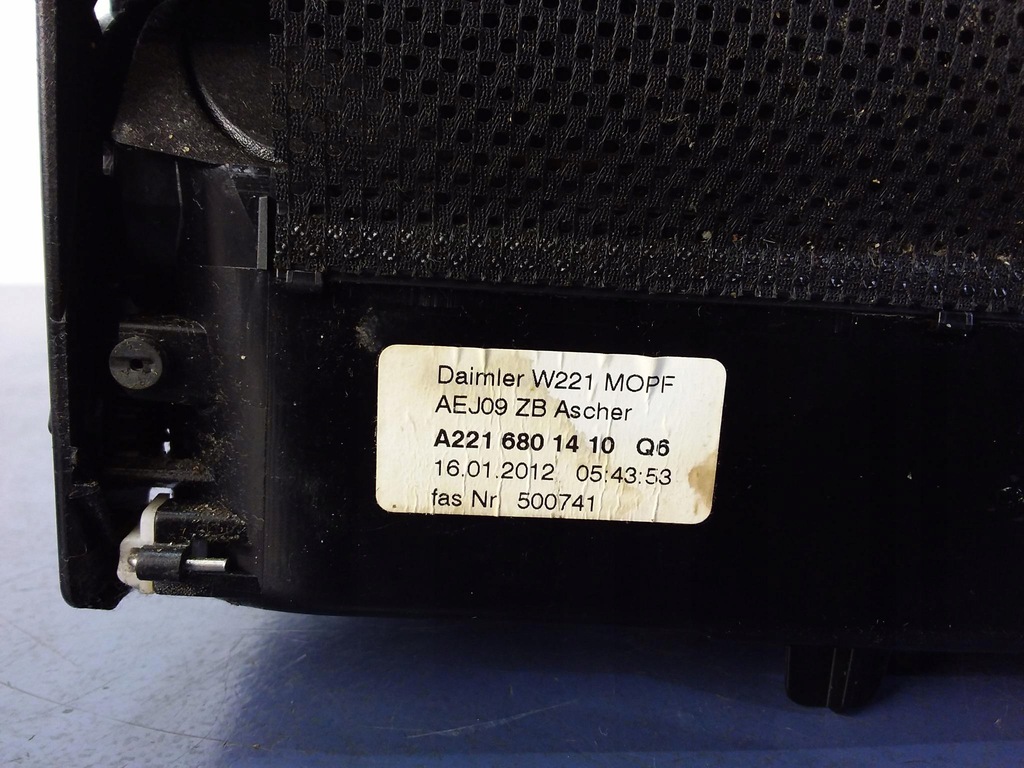 Daimler W221 MOPF
AEJ09 ZB Ascher
A221 680 14 10 Q6
16.01.2012 05:43:53
fas Nr 500741